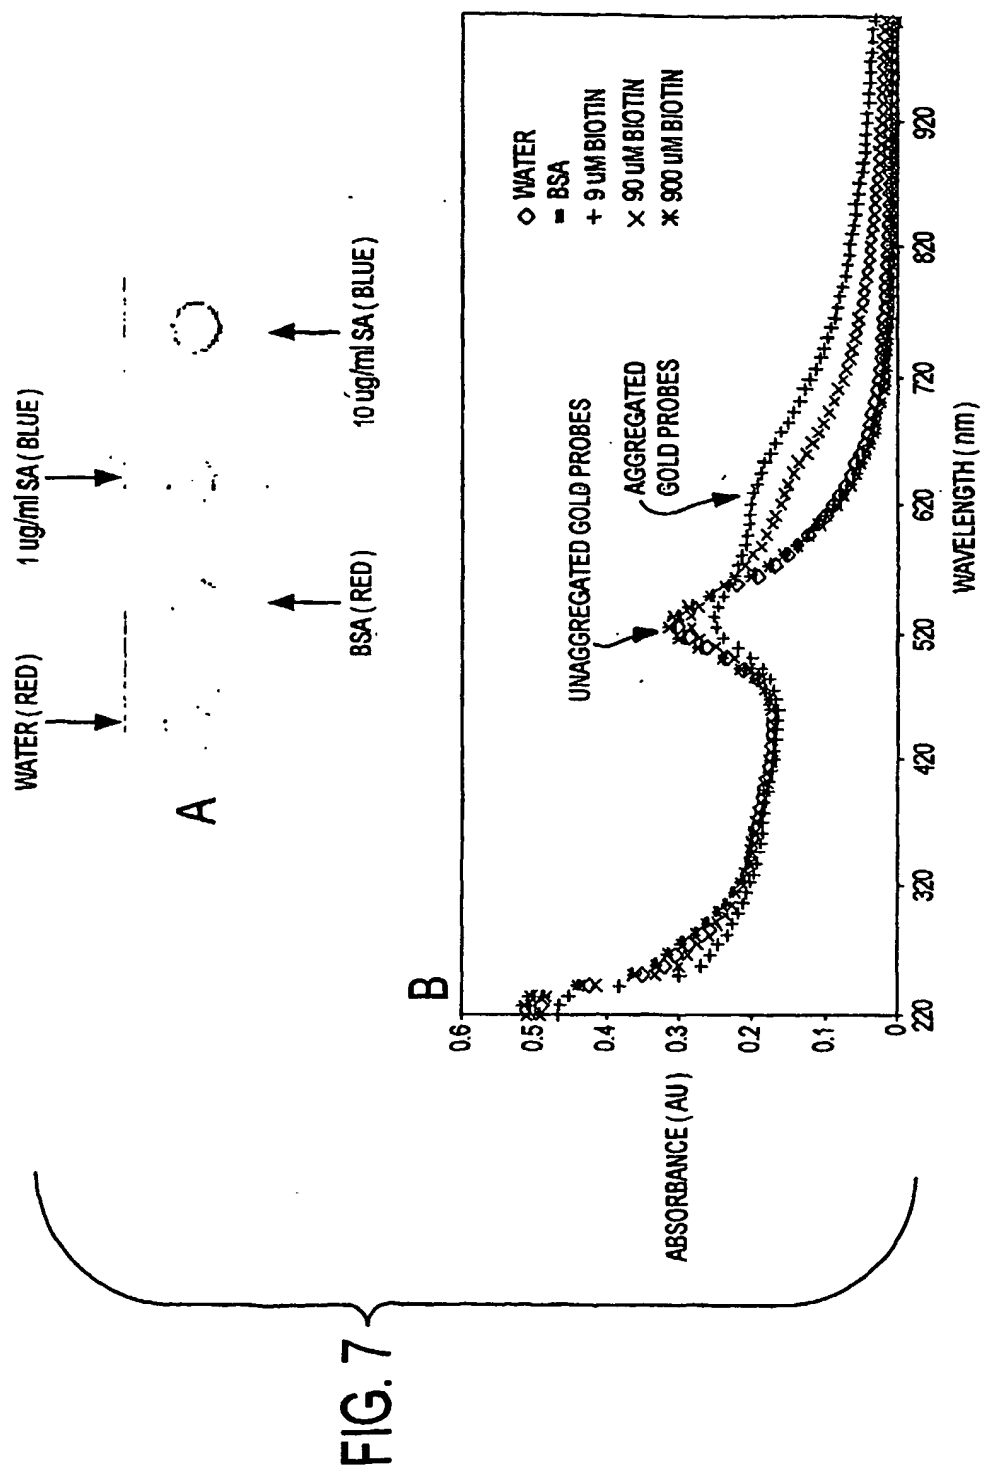 FIG. 7
A
WATER (RED)
1 ug/ml SA (BLUE)
BSA (RED)
10 ug/ml SA (BLUE)
B
ABSORBANCE (AU)
0.6
0.5
0.4
0.3
0.2
0.1
0
220
320
420
520
620
720
820
920
WAVELENGTH (nm)
UNAGGREGATED GOLD PROBES
AGGREGATED
GOLD PROBES
WATER
BSA
9 uM BIOTIN
90 uM BIOTIN
900 uM BIOTIN